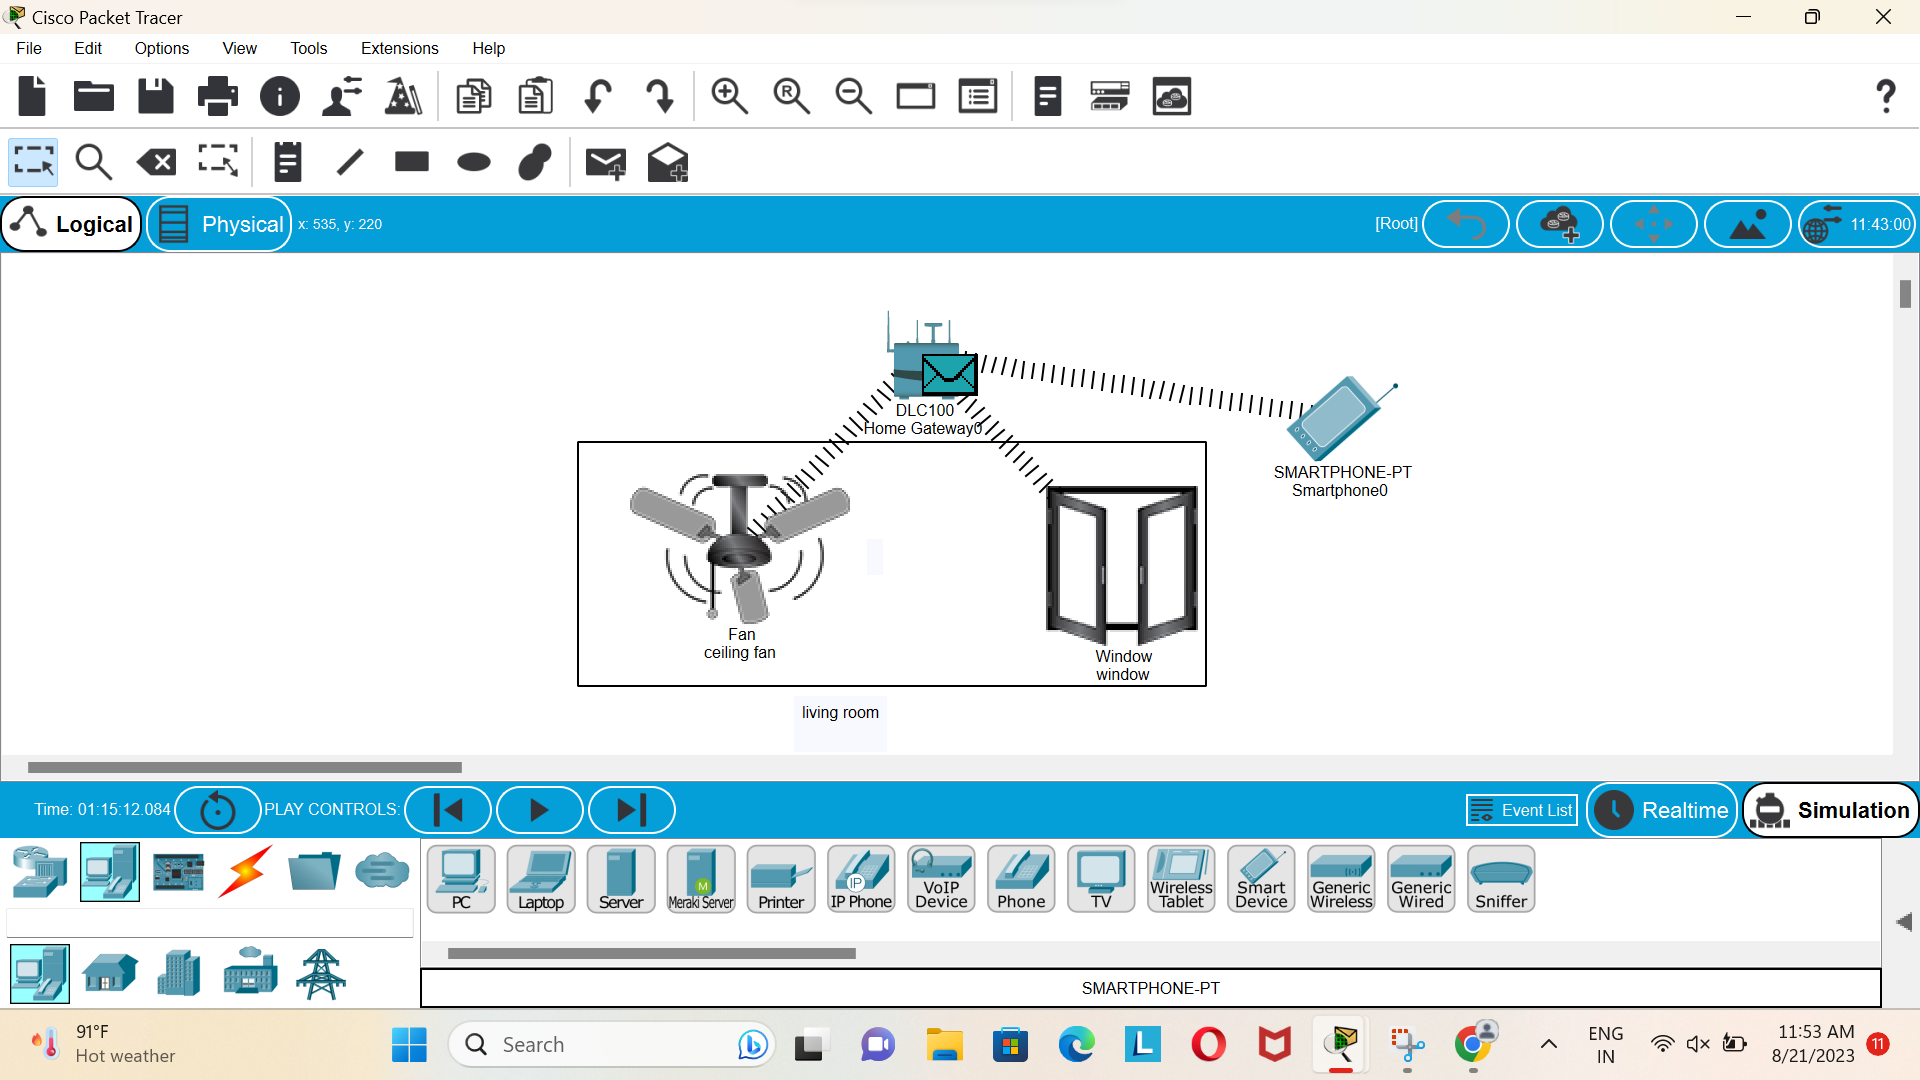 Cisco Packet Tracer
File Edit Options View Tools Extensions Help
Logical Physical x: 535, y: 220 [Root] 11:43:00
DLC100
Home Gateway0
SMARTPHONE-PT
Smartphone0
Fan
ceiling fan
Window
window
living room
Time: 01:15:12.084 PLAY CONTROLS: Event List Realtime Simulation
PC Laptop Server Meraki Server Printer IP Phone VoIP Device Phone TV Wireless Tablet Smart Device Generic Wireless Generic Wired Sniffer
SMARTPHONE-PT
91°F
Hot weather
Search
ENG
IN
11:53 AM
8/21/2023
11